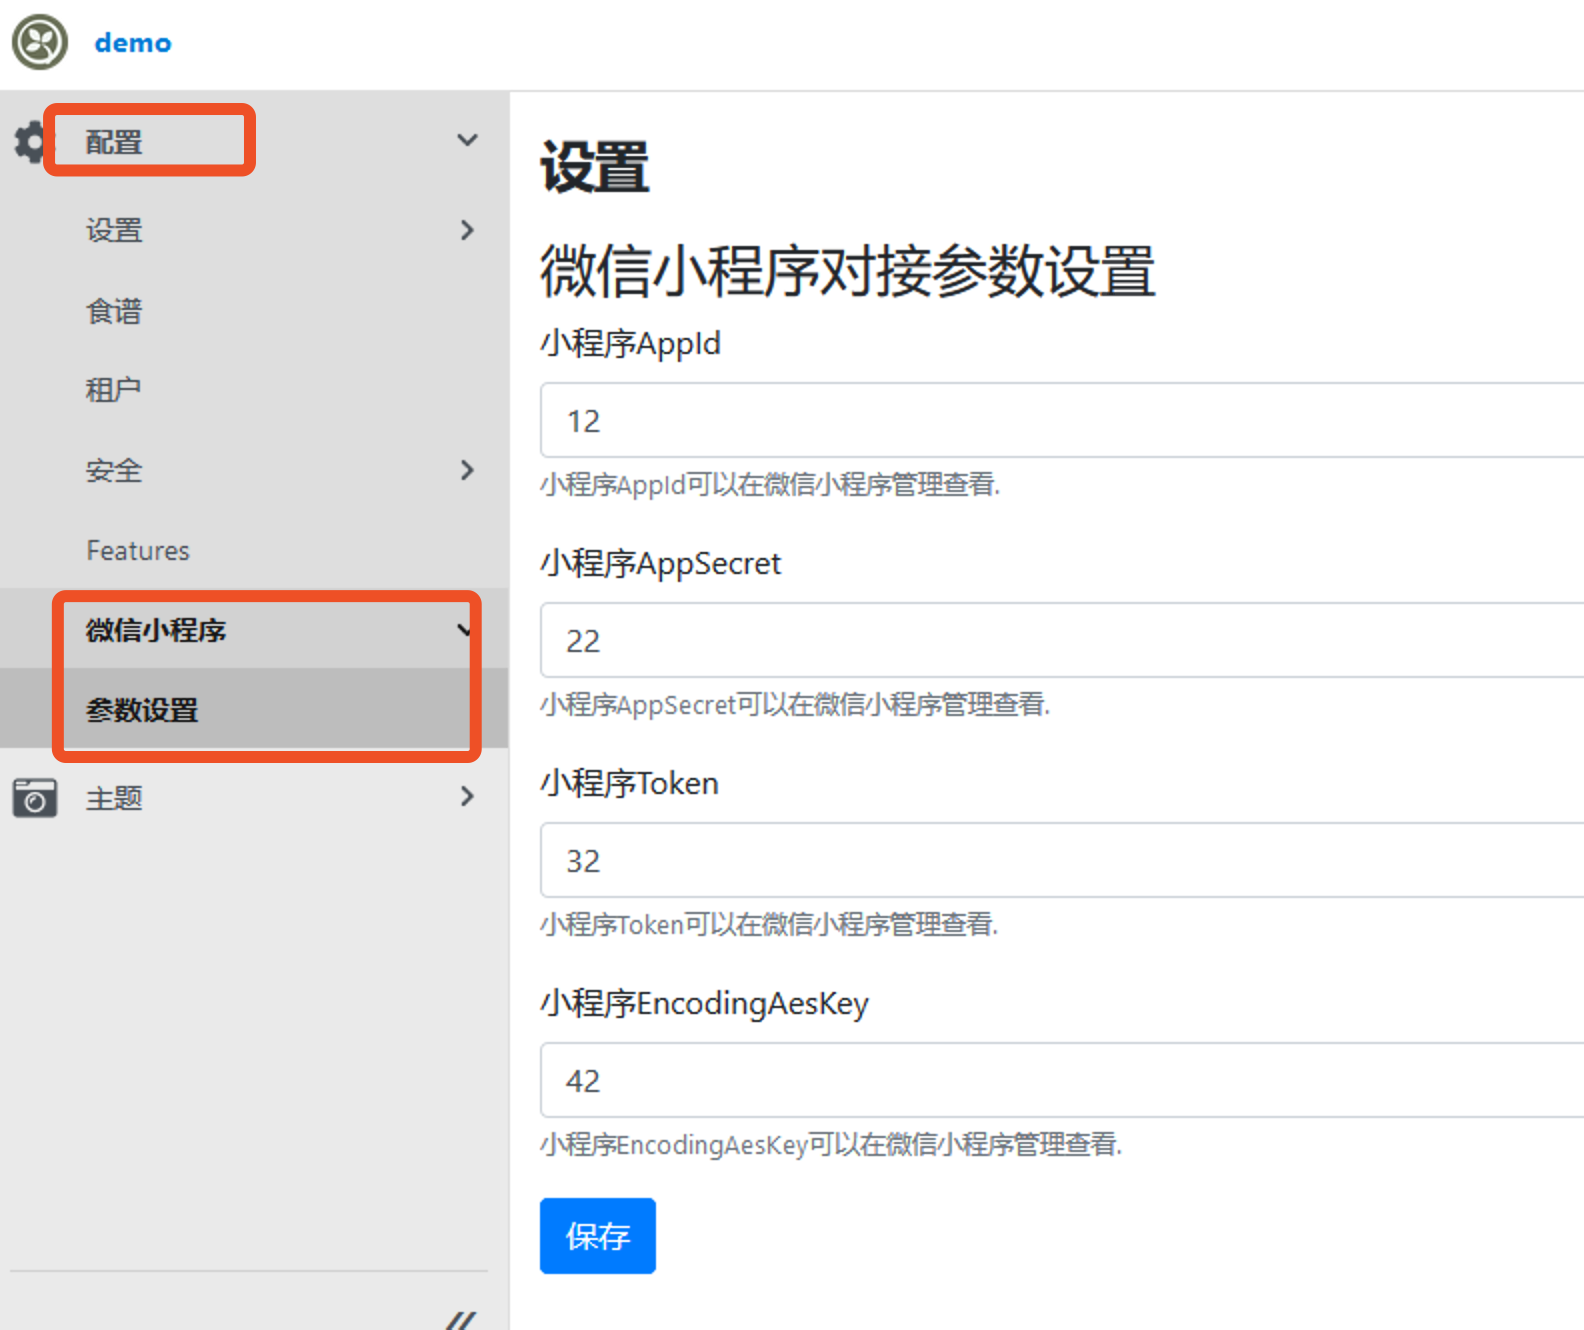 demo
配置
设置
食谱
租户
安全
Features
微信小程序
参数设置
主题
设置
微信小程序对接参数设置
小程序AppId
12
小程序AppId可以在微信小程序管理查看.
小程序AppSecret
22
小程序AppSecret可以在微信小程序管理查看.
小程序Token
32
小程序Token可以在微信小程序管理查看.
小程序EncodingAesKey
42
小程序EncodingAesKey可以在微信小程序管理查看.
保存